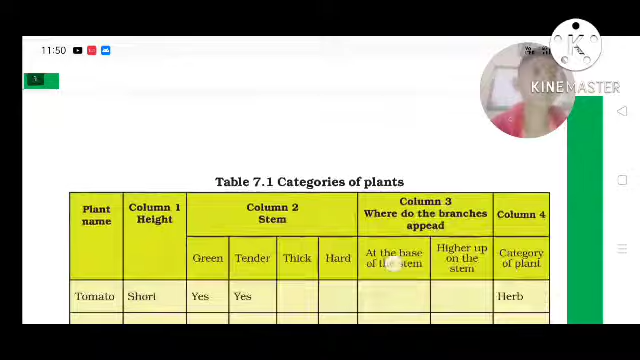 11:50
KINEMASTER
Table 7.1 Categories of plants
Plant name
Column 1 Height
Column 2 Stem
Column 3 Where do the branches appead
Column 4
Green
Tender
Thick
Hard
At the base of the stem
Higher up on the stem
Category of plant
Tomato Short Yes Yes Herb